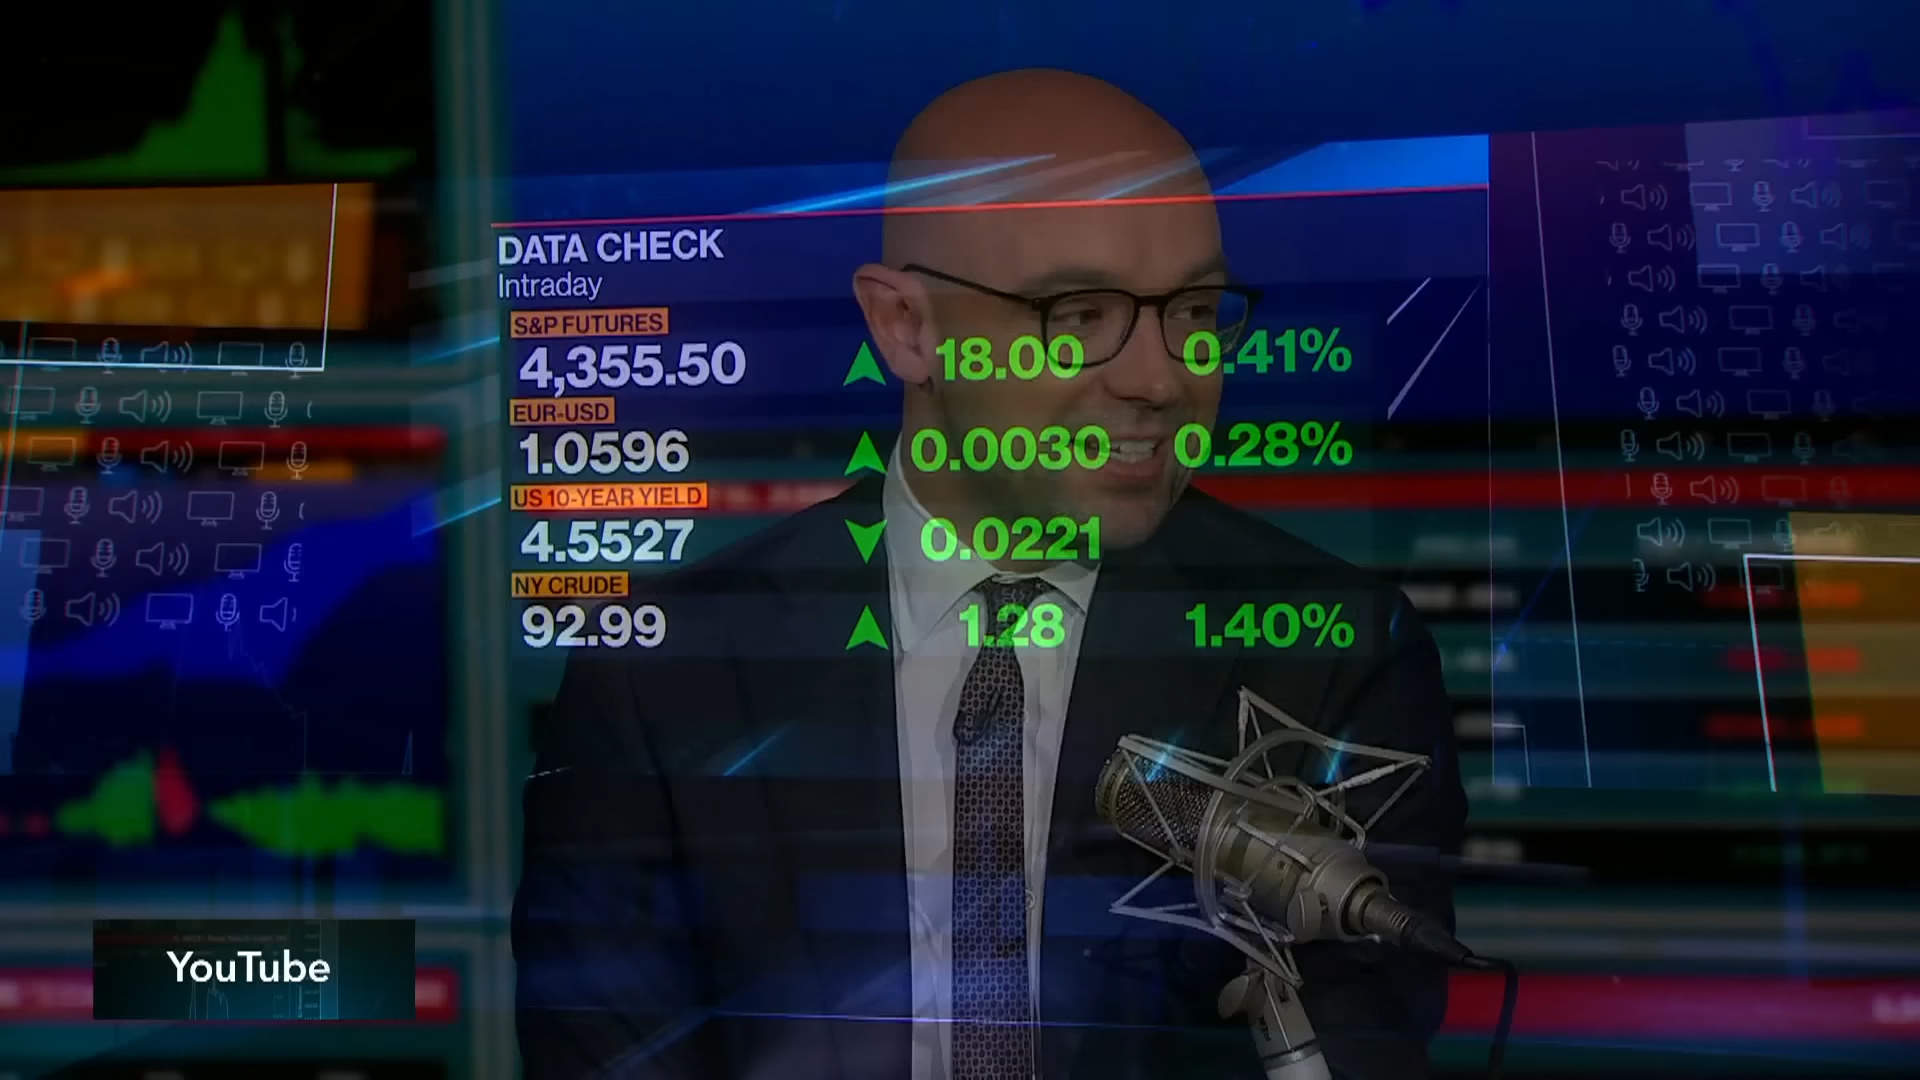 DATA CHECK
Intraday
S&P FUTURES
4,355.50 ▲ 18.00 0.41%
EUR-USD
1.0596 ▲ 0.0030 0.28%
US 10-YEAR YIELD
4.5527 ▼ 0.0221
NY CRUDE
92.99 ▲ 1.28 1.40%
YouTube